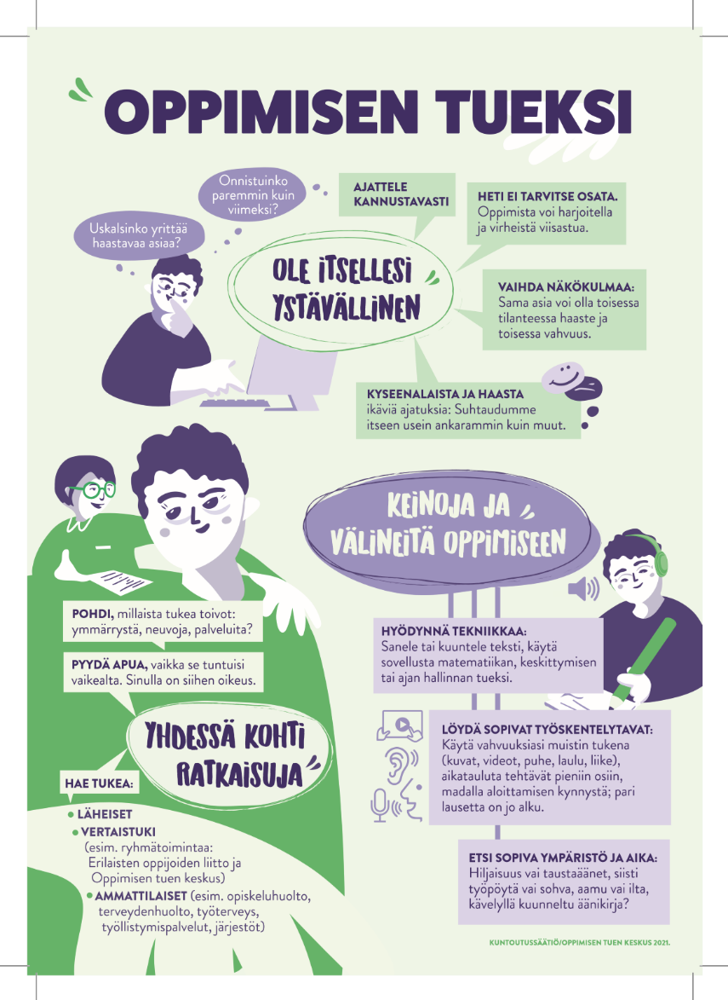 OPPIMISEN TUEKSI
Onnistuinko
paremmin kuin
viimeksi?
Uskalsinko yrittää
haastavaa asiaa?
AJATTELE
KANNUSTAVASTI
HETI EI TARVITSE OSATA.
Oppimista voi harjoitella
ja virheistä viisastua.
OLE ITSELLESI
YSTÄVÄLLINEN
VAIHDA NÄKÖKULMAA:
Sama asia voi olla toisessa
tilanteessa haaste ja
toisessa vahvuus.
KYSEENALAISTA JA HAASTA
ikäviä ajatuksia: Suhtaudumme
itseen usein ankarammin kuin muut.
KEINOJA JA
VÄLINEITÄ OPPIMISEEN
POHDI, millaista tukea toivot:
ymmärrystä, neuvoja, palveluita?
PYYDÄ APUA, vaikka se tuntuisi
vaikealta. Sinulla on siihen oikeus.
YHDESSÄ KOHTI
RATKAISUJA
HAE TUKEA:
• LÄHEISET
• VERTAISTUKI
(esim. ryhmätoimintaa:
Erilaisten oppijoiden liitto ja
Oppimisen tuen keskus)
• AMMATTILAISET (esim. opiskeluhuolto,
terveydenhuolto, työterveys,
työllistymispalvelut, järjestöt)
HYÖDYNNÄ TEKNIIKKAA:
Sanele tai kuuntele teksti, käytä
sovellusta matematiikan, keskittymisen
tai ajan hallinnan tueksi.
LÖYDÄ SOPIVAT TYÖSKENTELYTAVAT:
Käytä vahvuuksiasi muistin tukena
(kuvat, videot, puhe, laulu, liike),
aikatauluta tehtävät pieniin osiin,
madalla aloittamisen kynnystä; pari
lausetta on jo alku.
ETSI SOPIVA YMPÄRISTÖ JA AIKA:
Hiljaisuus vai taustaäänet, siisti
työpöytä vai sohva, aamu vai ilta,
kävelyllä kuunneltu äänikirja?
KUNTOUTUSSÄÄTIÖ/OPPIMISEN TUEN KESKUS 2021.